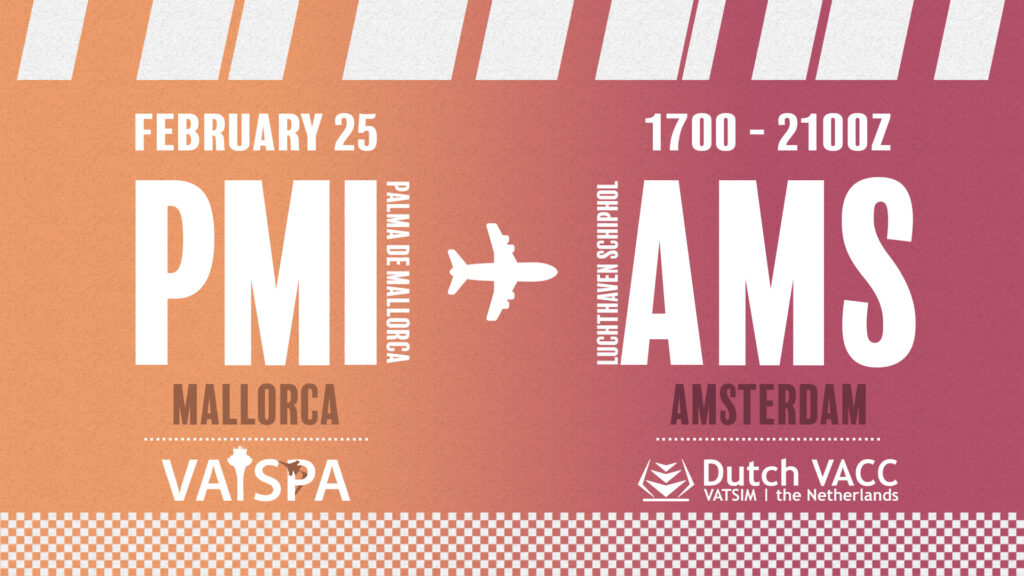 FEBRUARY 25
1700 - 2100Z
PMI
PALMA DE MALLORCA
LUCHTHAVEN SCHIPHOL
AMS
MALLORCA
AMSTERDAM
VATSPA
Dutch VACC
VATSIM | the Netherlands